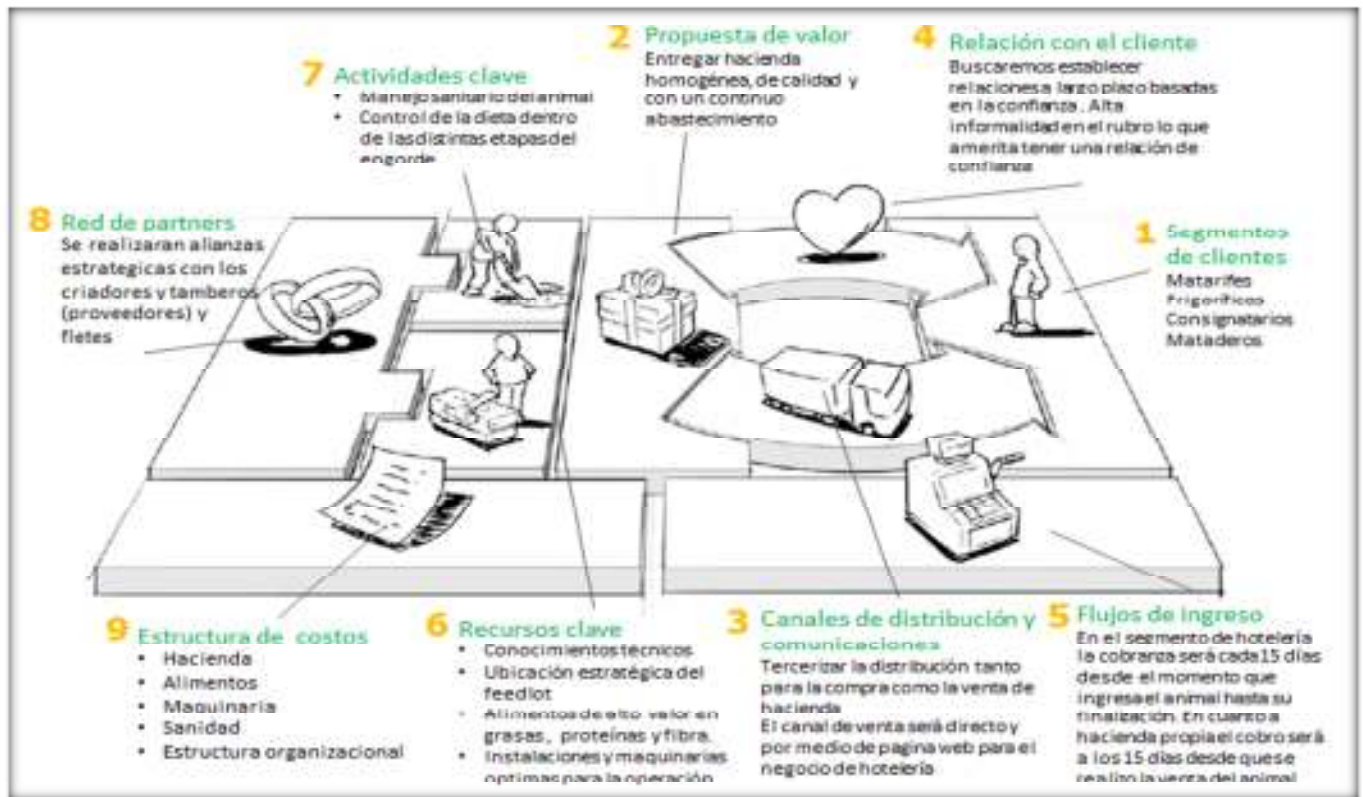 7 Actividades clave
• Manejo sanitario del animal
• Control de la dieta dentro
de las distintas etapas del
engorde
2 Propuesta de valor
Entregar hacienda
homogénea, de calidad y
con un continuo
abastecimiento
4 Relación con el cliente
Buscaremos establecer
relaciones a largo plazo basadas
en la confianza. Alta
informalidad en el rubro lo que
amerita tener una relación de
confianza
8 Red de partners
Se realizaran alianzas
estrategicas con los
criadores y tamberos
(proveedores) y
fletes
1 Segmentos
de clientes
Matarifes
Frigoríficos
Consignatarios
Mataderos
9 Estructura de costos
• Hacienda
• Alimentos
• Maquinaria
• Sanidad
• Estructura organizacional
6 Recursos clave
• Conocimientos técnicos
• Ubicación estratégica del
feedlot
• Alimentos de alto valor en
grasas, proteínas y fibra.
• Instalaciones y maquinarias
optimas para la operación
3 Canales de distribución y
comunicaciones
Tercerizar la distribución tanto
para la compra como la venta de
hacienda
El canal de venta será directo y
por medio de pagina web para el
negocio de hotelería
5 Flujos de ingreso
En el segmento de hotelería
la cobranza será cada 15 días
desde el momento que
ingresa el animal hasta su
finalización. En cuanto a
hacienda propia el cobro será
a los 15 días desde que se
realizo la venta del animal